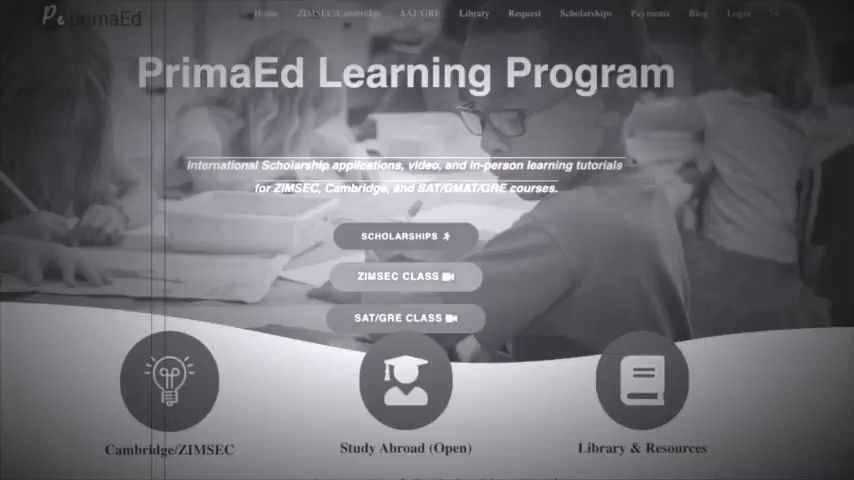 Pe primaEd
Home ZIMSEC/Cambridge SAT/GRE Library Request Scholarships Payments Blog Login
PrimaEd Learning Program
International Scholarship applications, video, and in-person learning tutorials
for ZIMSEC, Cambridge, and SAT/GMAT/GRE courses.
SCHOLARSHIPS
ZIMSEC CLASS
SAT/GRE CLASS
Cambridge/ZIMSEC
Study Abroad (Open)
Library & Resources